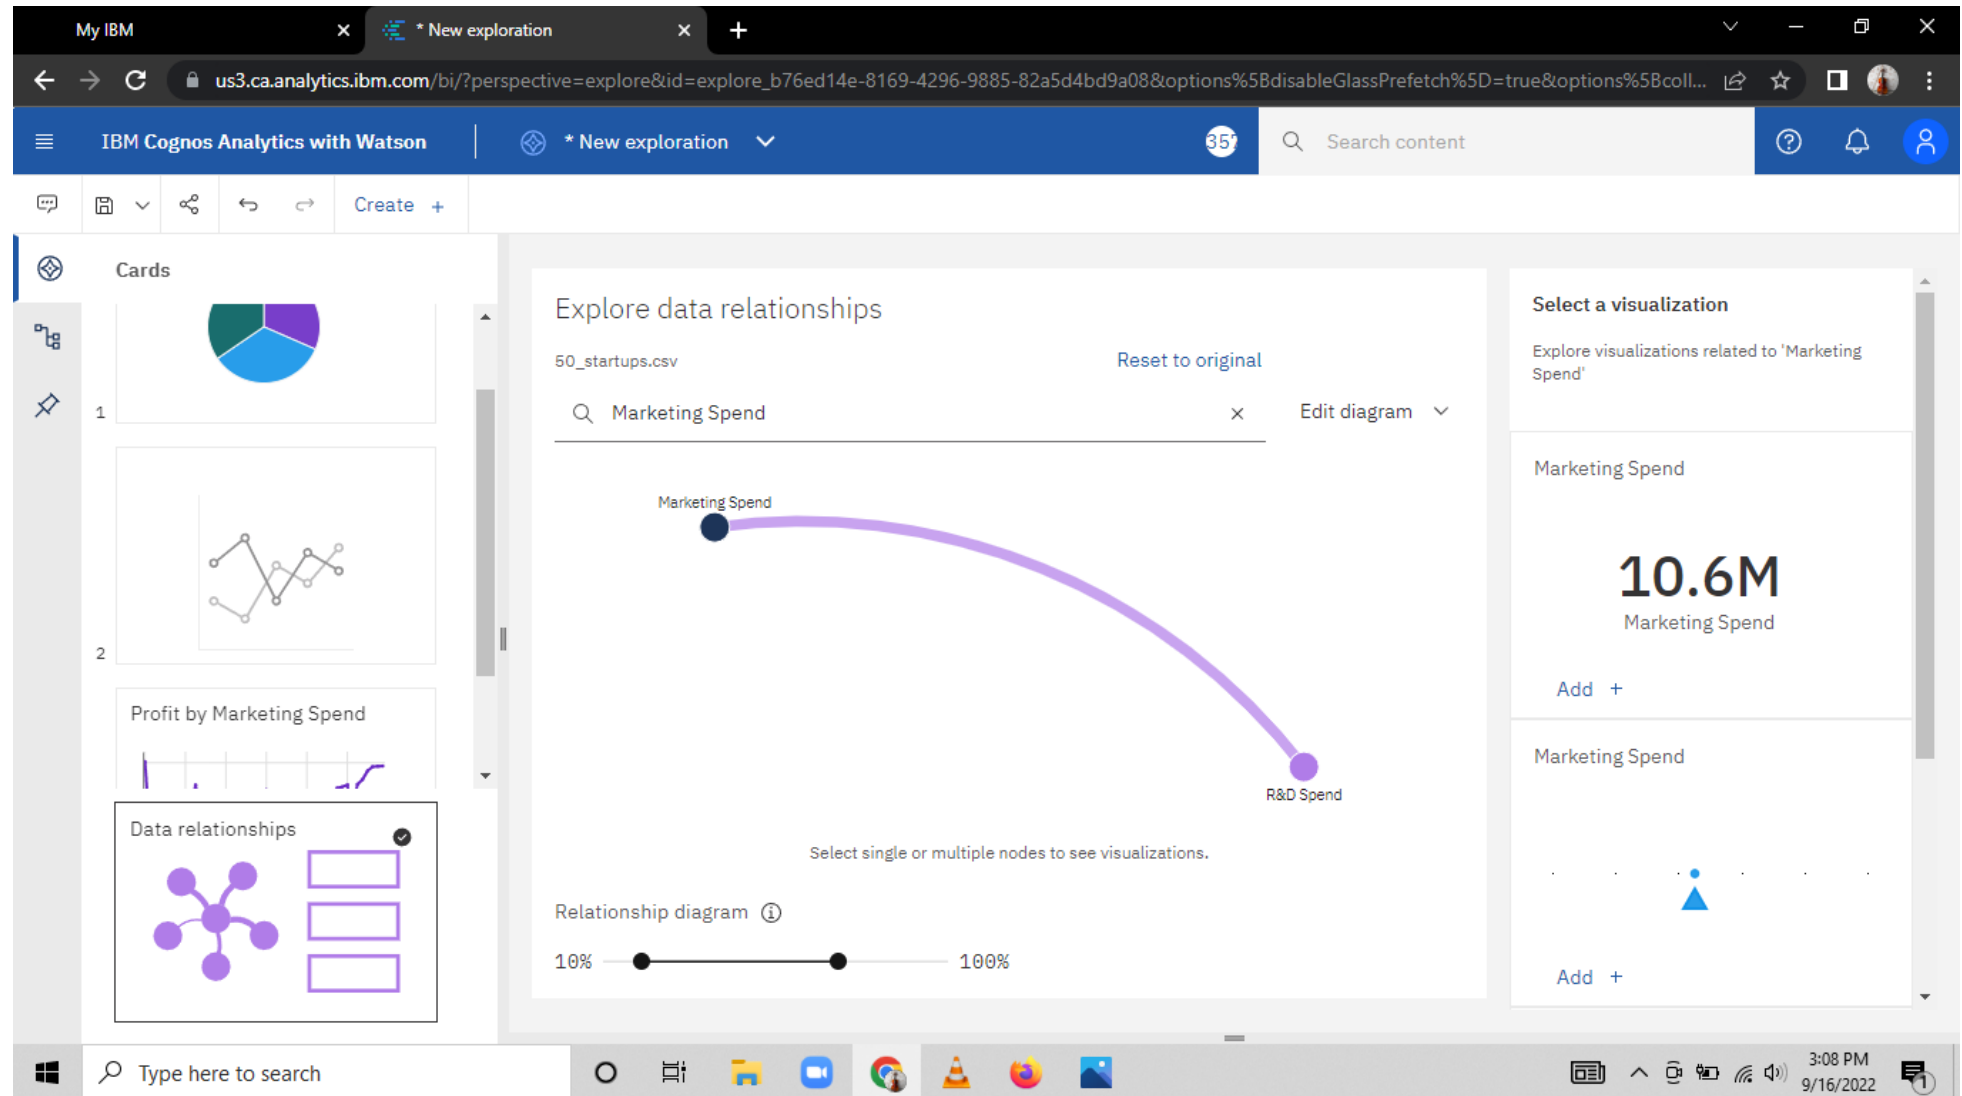 My IBM
* New exploration
us3.ca.analytics.ibm.com/bi/?perspective=explore&id=explore_b76ed14e-8169-4296-9885-82a5d4bd9a08&options%5BdisableGlassPrefetch%5D=true&options%5Bcoll...
IBM Cognos Analytics with Watson
* New exploration
357
Search content
Create +
Cards
1
2
Profit by Marketing Spend
Data relationships
Explore data relationships
50_startups.csv
Reset to original
Marketing Spend
Edit diagram
Marketing Spend
R&D Spend
Select single or multiple nodes to see visualizations.
Relationship diagram
10%
100%
Select a visualization
Explore visualizations related to 'Marketing
Spend'
Marketing Spend
10.6M
Marketing Spend
Add +
Marketing Spend
Add +
Type here to search
3:08 PM
9/16/2022
1